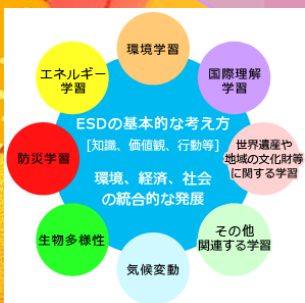 環境学習
エネルギー
学習
国際理解
学習
ESDの基本的な考え方
[知識、価値観、行動等]
環境、経済、社会
の統合的な発展
防災学習
世界遺産や
地域の文化財等
に関する学習
生物多様性
その他
関連する学習
気候変動